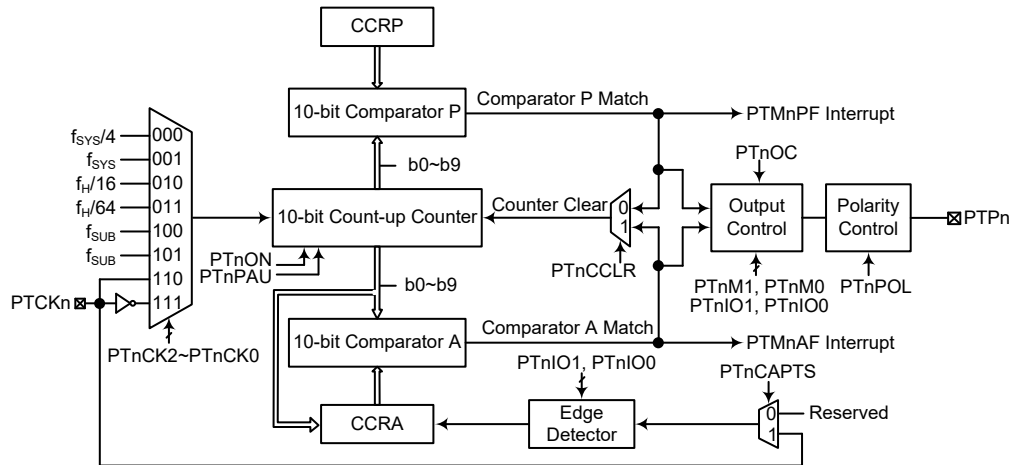 CCRP
10-bit Comparator P
Comparator P Match
PTMnPF Interrupt
b0~b9
fSYS/4
000
fSYS
001
fH/16
010
fH/64
011
fSUB
100
fSUB
101
110
111
PTCKn
PTnCK2~PTnCK0
10-bit Count-up Counter
PTnON
PTnPAU
Counter Clear
0
1
PTnCCLR
PTnOC
Output
Control
PTnM1, PTnM0
PTnIO1, PTnIO0
Polarity
Control
PTnPOL
PTPn
b0~b9
10-bit Comparator A
Comparator A Match
PTMnAF Interrupt
PTnIO1, PTnIO0
PTnCAPTS
CCRA
Edge
Detector
0
1
Reserved